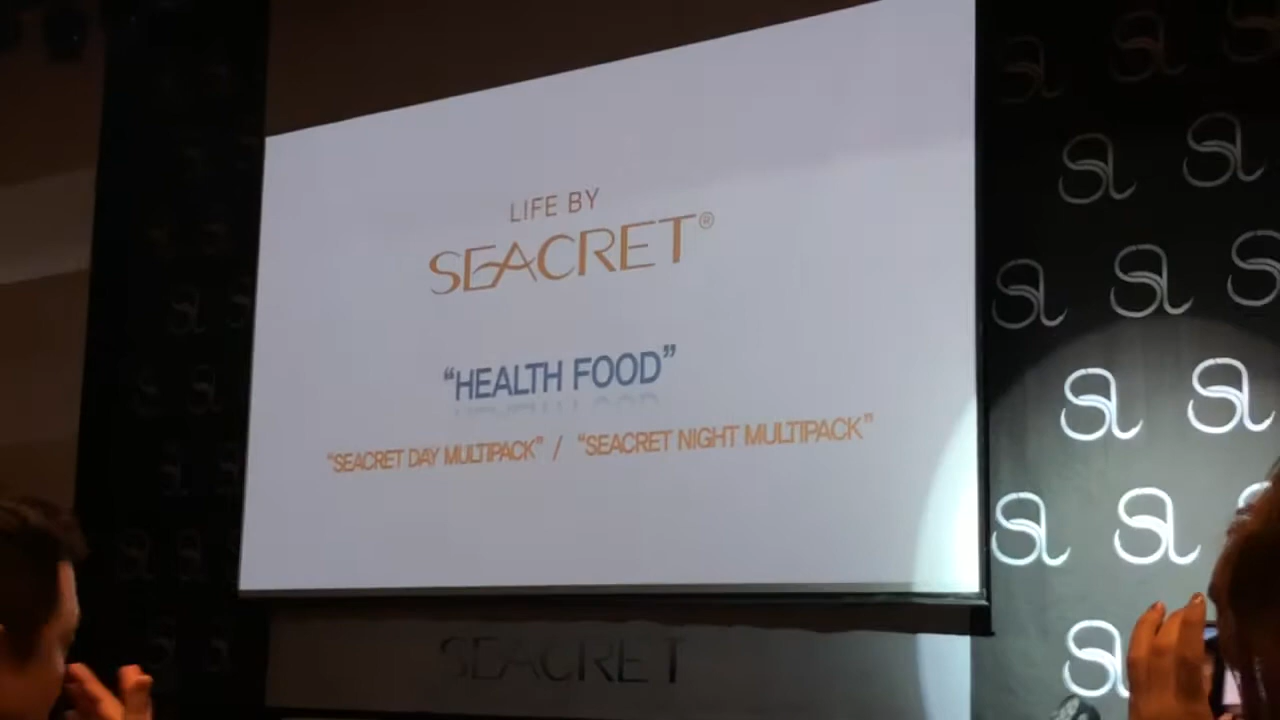 LIFE BY
SEACRET®
“HEALTH FOOD”
“SEACRET DAY MULTIPACK” / “SEACRET NIGHT MULTIPACK”
SEACRET